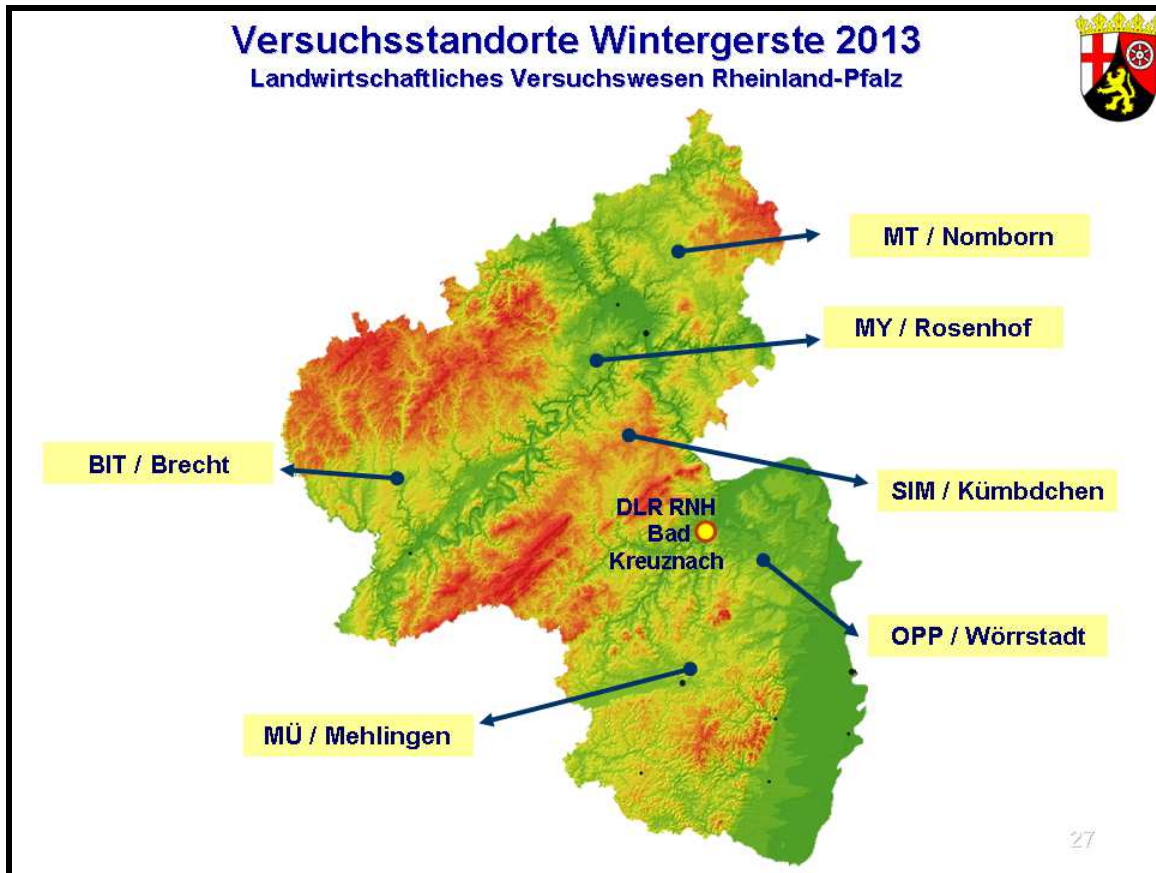 Versuchsstandorte Wintergerste 2013
Landwirtschaftliches Versuchswesen Rheinland-Pfalz
MT / Nomborn
MY / Rosenhof
BIT / Brecht
SIM / Kümbdchen
DLR RNH
Bad
Kreuznach
OPP / Wörrstadt
MÜ / Mehlingen
27